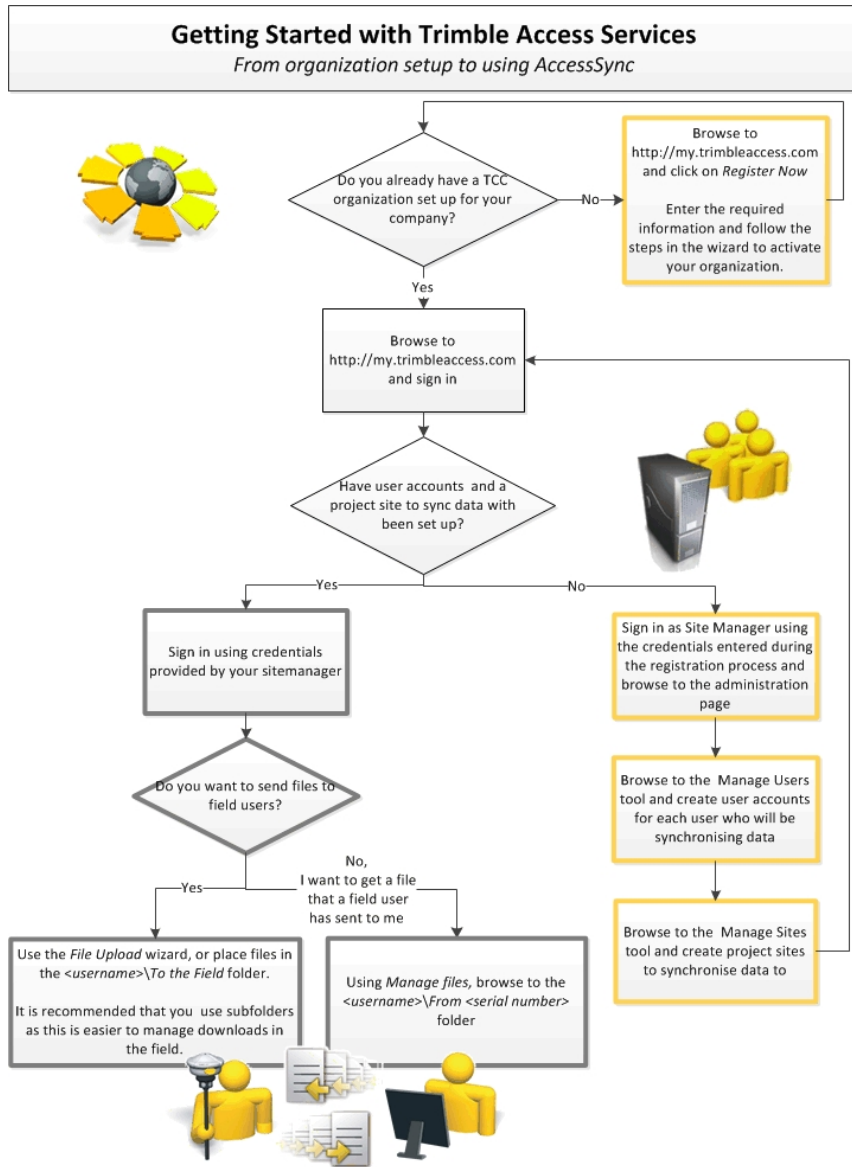 Getting Started with Trimble Access Services
From organization setup to using AccessSync
Do you already have a TCC
organization set up for your
company?
No
Browse to
http://my.trimbleaccess.com
and click on Register Now
Enter the required
information and follow the
steps in the wizard to activate
your organization.
Yes
Browse to
http://my.trimbleaccess.com
and sign in
Have user accounts and a
project site to sync data with
been set up?
Yes
No
Sign in using credentials
provided by your sitemanager
Sign in as Site Manager using
the credentials entered during
the registration process and
browse to the administration
page
Do you want to send files to
field users?
Browse to the Manage Users
tool and create user accounts
for each user who will be
synchronising data
Yes
No,
I want to get a file
that a field user
has sent to me
Browse to the Manage Sites
tool and create project sites
to synchronise data to
Use the File Upload wizard, or place files in
the <username>\To the Field folder.
It is recommended that you use subfolders
as this is easier to manage downloads in
the field.
Using Manage files, browse to the
<username>\From <serial number>
folder